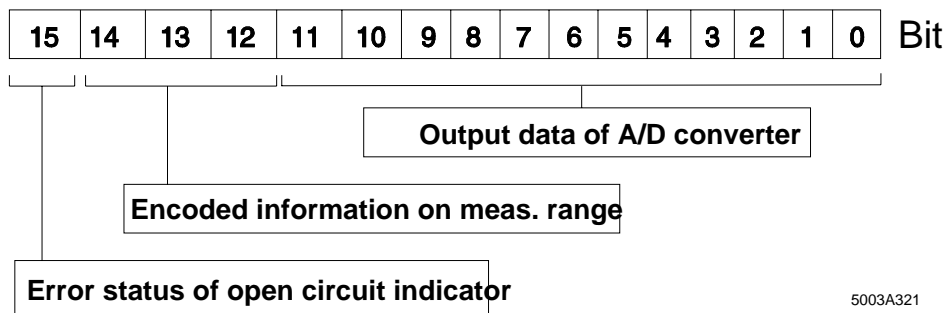 15 14 13 12 11 10 9 8 7 6 5 4 3 2 1 0 Bit
Output data of A/D converter
Encoded information on meas. range
Error status of open circuit indicator
5003A321